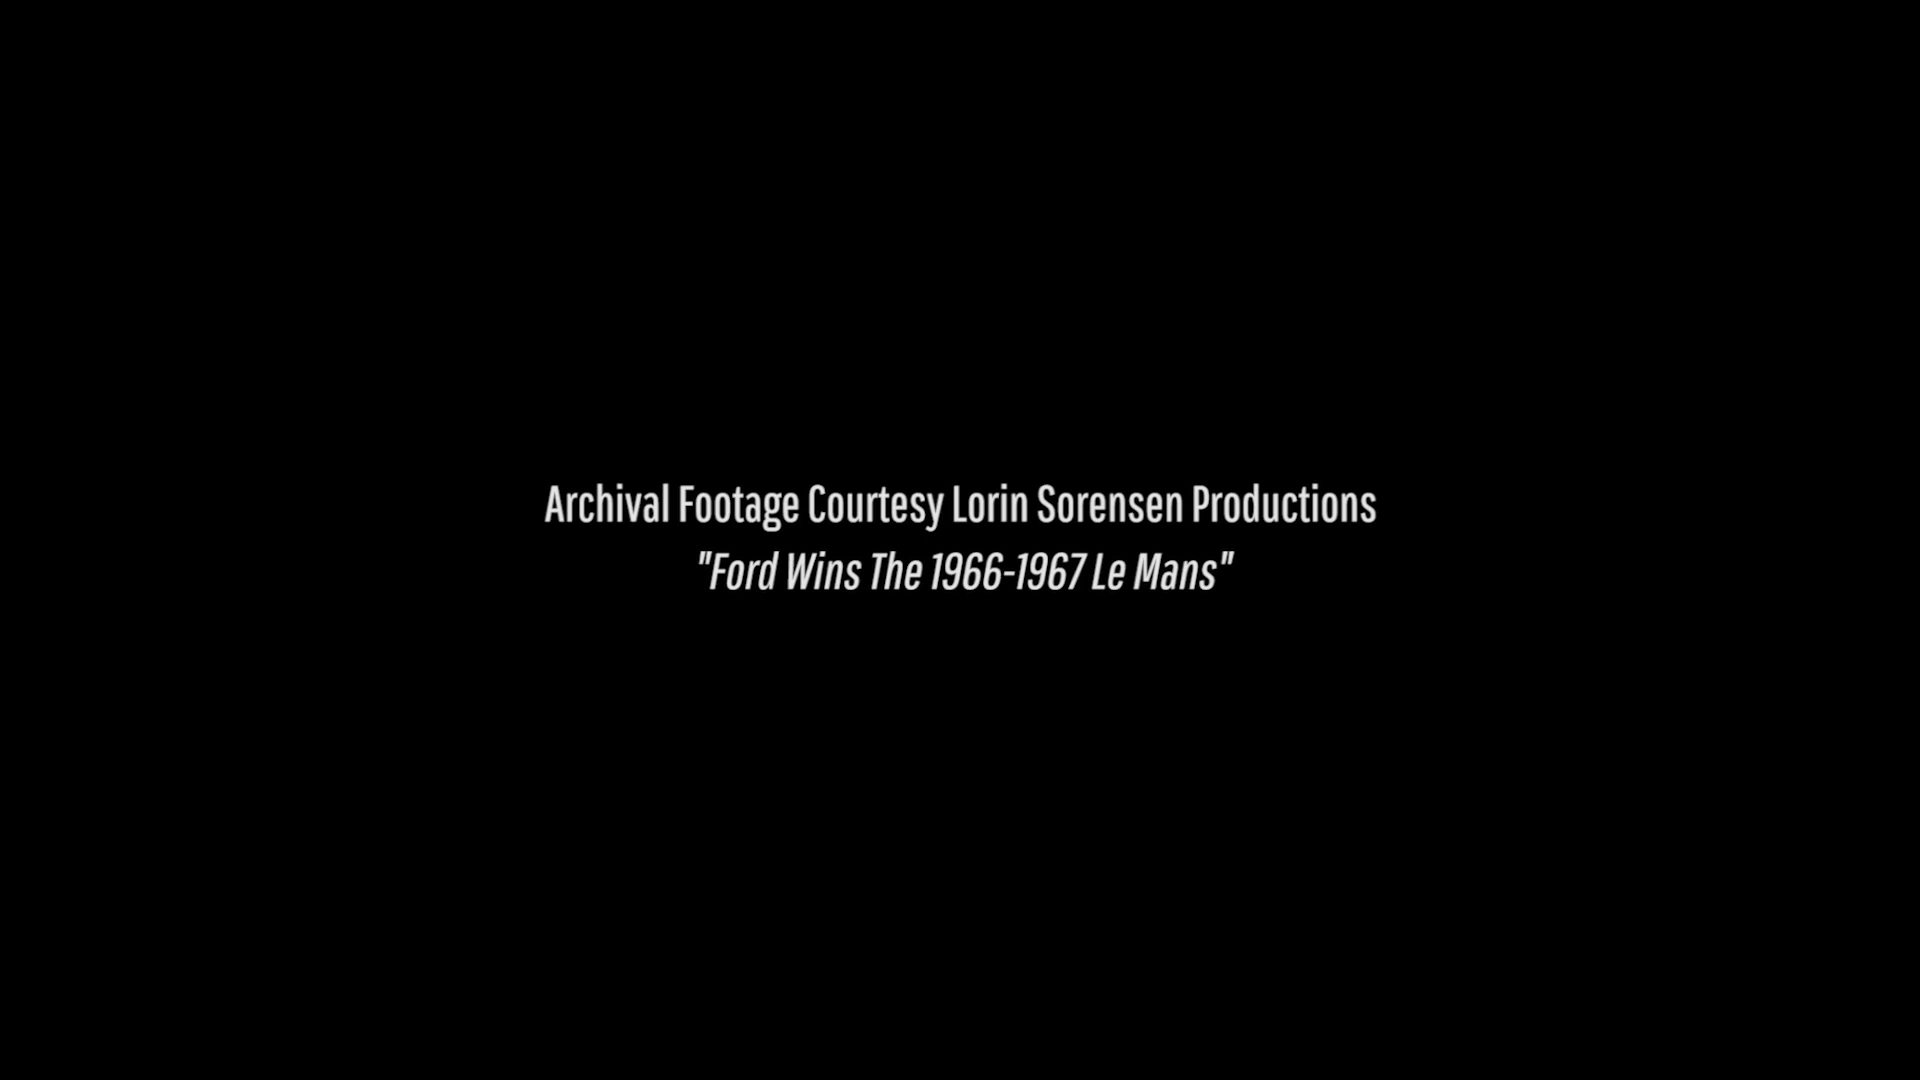 Archival Footage Courtesy Lorin Sorensen Productions
"Ford Wins The 1966-1967 Le Mans"